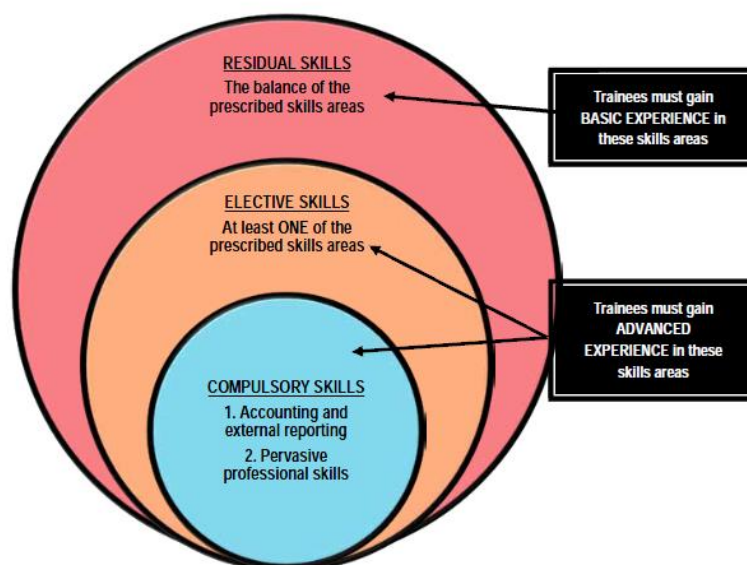 RESIDUAL SKILLS
The balance of the
prescribed skills areas
Trainees must gain
BASIC EXPERIENCE in
these skills areas
ELECTIVE SKILLS
At least ONE of the
prescribed skills areas
Trainees must gain
ADVANCED
EXPERIENCE in these
skills areas
COMPULSORY SKILLS
1. Accounting and
external reporting
2. Pervasive
professional skills